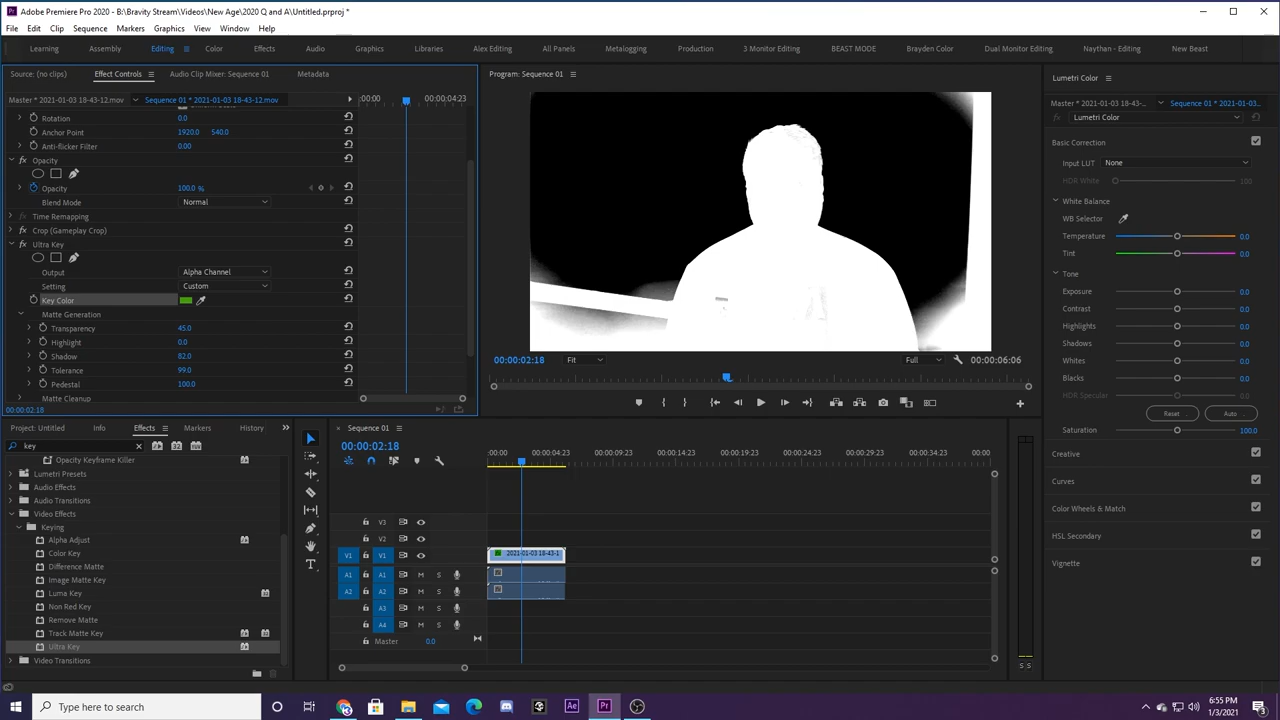 Adobe Premiere Pro 2020 - B:\Bravity Stream\Videos\New Age\2020 Q and A\Untitled.prproj *
File Edit Clip Sequence Markers Graphics View Window Help
Learning Assembly Editing Color Effects Audio Graphics Libraries Alex Editing All Panels Metalogging Production 3 Monitor Editing BEAST MODE Brayden Color Dual Monitor Editing Naythan - Editing New Beast
Source: (no clips) Effect Controls Audio Clip Mixer: Sequence 01 Metadata
Master * 2021-01-03 18-43-12.mov Sequence 01 * 2021-01-03 18-43-12.mov :00:00 00:00:04:23
Rotation 0.0
Anchor Point 1920.0 540.0
Anti-flicker Filter 0.00
fx Opacity
Opacity 100.0 %
Blend Mode Normal
fx Time Remapping
fx Crop (Gameplay Crop)
fx Ultra Key
Output Alpha Channel
Setting Custom
Key Color
Matte Generation
Transparency 45.0
Highlight 0.0
Shadow 82.0
Tolerance 99.0
Pedestal 100.0
Matte Cleanup
00:00:02:18
Program: Sequence 01
00:00:02:18 Fit Full 00:00:06:06
Lumetri Color
Master * 2021-01-03 18-43-... Sequence 01 * 2021-01-03...
fx Lumetri Color
Basic Correction
Input LUT None
HDR White 100
White Balance
WB Selector
Temperature 0.0
Tint 0.0
Tone
Exposure 0.0
Contrast 0.0
Highlights 0.0
Shadows 0.0
Whites 0.0
Blacks 0.0
HDR Specular 0.0
Reset Auto
Saturation 100.0
Creative
Curves
Color Wheels & Match
HSL Secondary
Vignette
Project: Untitled Info Effects Markers History
key
Opacity Keyframe Killer
Lumetri Presets
Audio Effects
Audio Transitions
Video Effects
Keying
Alpha Adjust
Color Key
Difference Matte
Image Matte Key
Luma Key
Non Red Key
Remove Matte
Track Matte Key
Ultra Key
Video Transitions
Sequence 01
00:00:02:18
:00:00 00:00:04:23 00:00:09:23 00:00:14:23 00:00:19:23 00:00:24:23 00:00:29:23 00:00:34:23 00:00
V3
V2
V1 V1 2021-01-03 18-43-1
A1 A1 M S
A2 A2 M S
A3 M S
A4 M S
Master 0.0
S S
Type here to search
Ae Pr
6:55 PM
1/3/2021